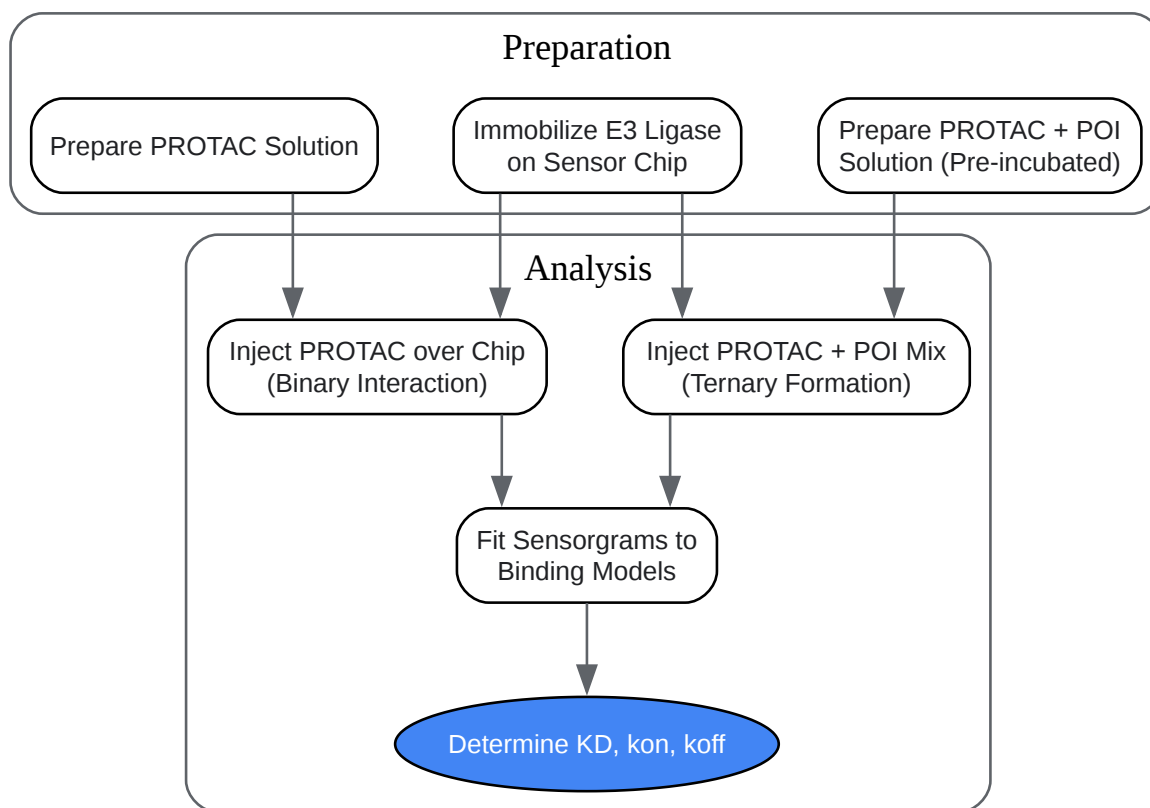 Preparation
Prepare PROTAC Solution
Immobilize E3 Ligase
on Sensor Chip
Prepare PROTAC + POI
Solution (Pre-incubated)
Analysis
Inject PROTAC over Chip
(Binary Interaction)
Inject PROTAC + POI Mix
(Ternary Formation)
Fit Sensorgrams to
Binding Models
Determine KD, kon, koff